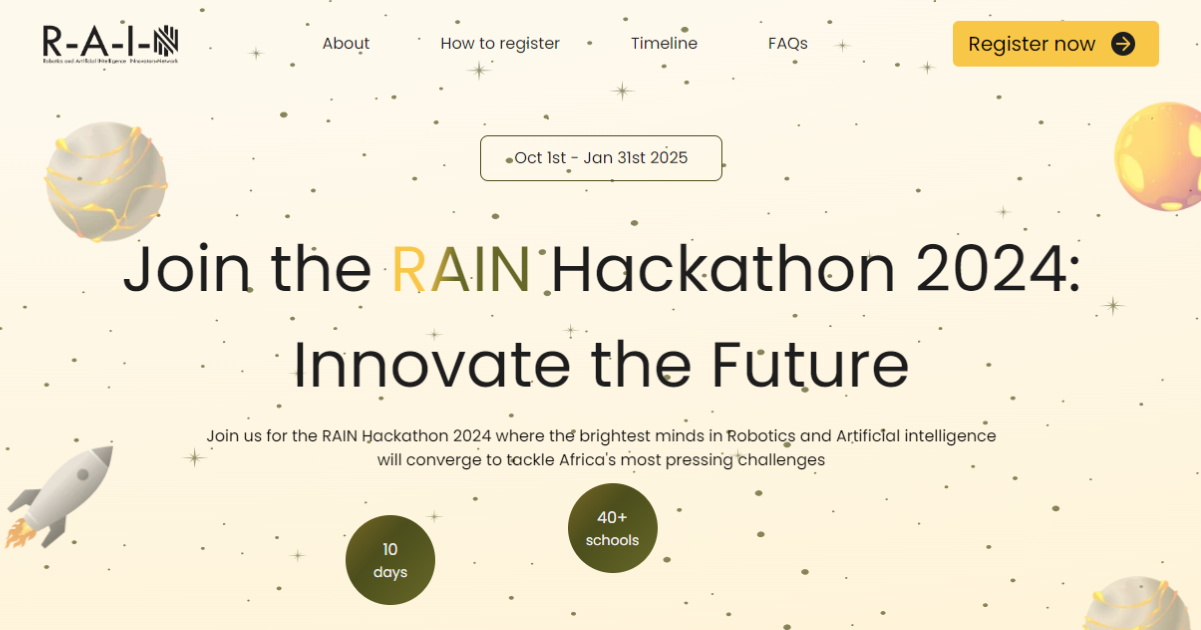 R-A-I-N
Robotics and Artificial Intelligence Innovators Network
About
How to register
Timeline
FAQs
Register now
Oct 1st - Jan 31st 2025
Join the RAIN Hackathon 2024:
Innovate the Future
Join us for the RAIN Hackathon 2024 where the brightest minds in Robotics and Artificial intelligence
will converge to tackle Africa's most pressing challenges
40+
schools
10
days